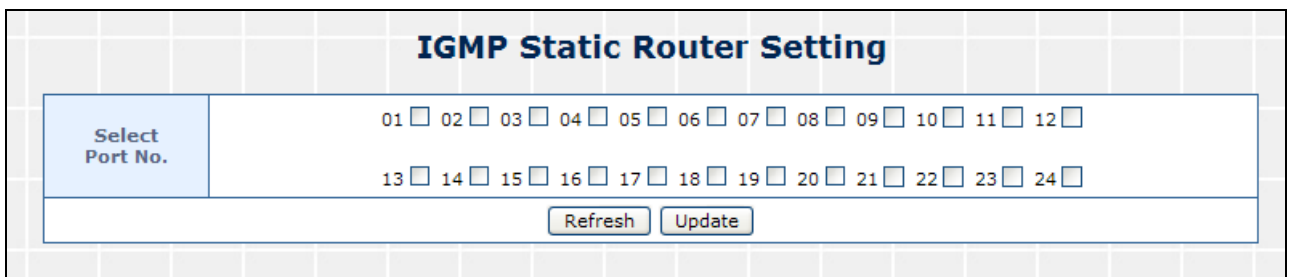 IGMP Static Router Setting
Select
Port No.
01 02 03 04 05 06 07 08 09 10 11 12
13 14 15 16 17 18 19 20 21 22 23 24
Refresh Update